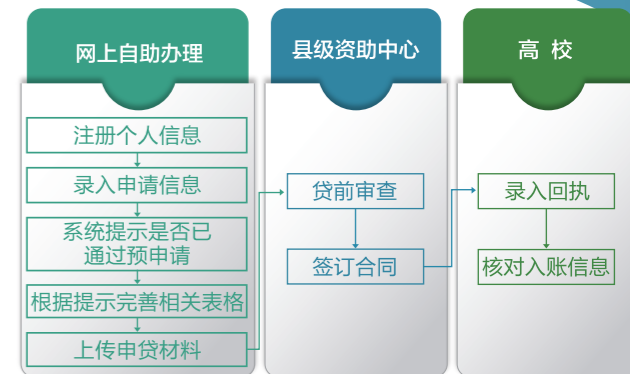 网上自助办理
注册个人信息
录入申请信息
系统提示是否已
通过预申请
根据提示完善相关表格
上传申贷材料
县级资助中心
贷前审查
签订合同
高 校
录入回执
核对入账信息